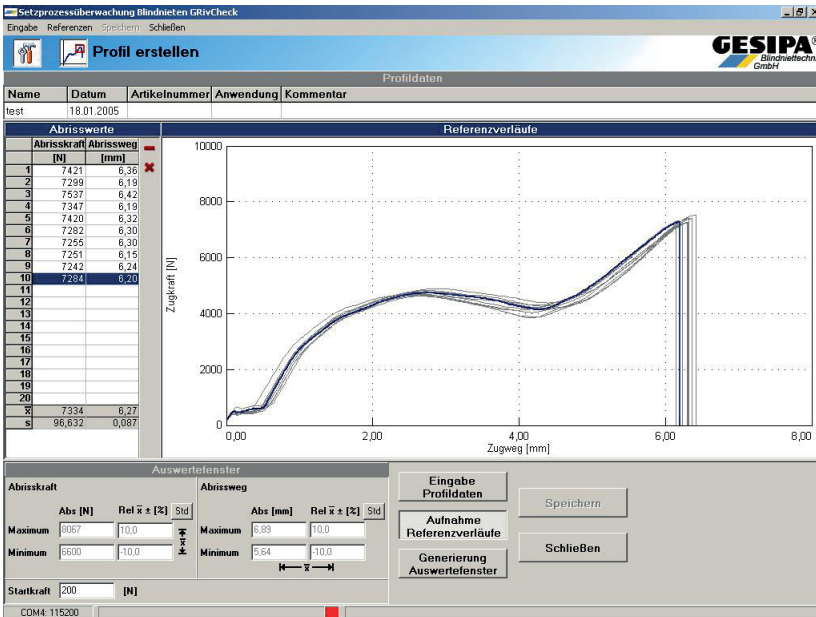 Setzprozessüberwachung Blindnieten GRivCheck
Eingabe Referenzen Speichern Schließen
Profil erstellen
GESIPA®
Blindniettechnik
GmbH
Profildaten
Name Datum Artikelnummer Anwendung Kommentar
test 18.01.2005
Abrisswerte
Referenzverläufe
Abrisskraft Abrissweg
[N] [mm]
1 7421 6,36
2 7299 6,19
3 7537 6,42
4 7347 6,19
5 7420 6,32
6 7282 6,30
7 7255 6,30
8 7251 6,15
9 7242 6,24
10 7284 6,20
11
12
13
14
15
16
17
18
19
20
x̅ 7334 6,27
s 96,632 0,087
Zugkraft [N]
10000
8000
6000
4000
2000
0
0,00 2,00 4,00 6,00 8,00
Zugweg [mm]
Auswertefenster
Abrisskraft
Abs [N] Rel x̅ ± [%] Std
Maximum 8067 10,0
Minimum 6600 -10,0
x̅
Abrissweg
Abs [mm] Rel x̅ ± [%] Std
Maximum 6,89 10,0
Minimum 5,64 -10,0
x̅
Startkraft 200 [N]
Eingabe
Profildaten
Aufnahme
Referenzverläufe
Generierung
Auswertefenster
Speichern
Schließen
COM4: 115200